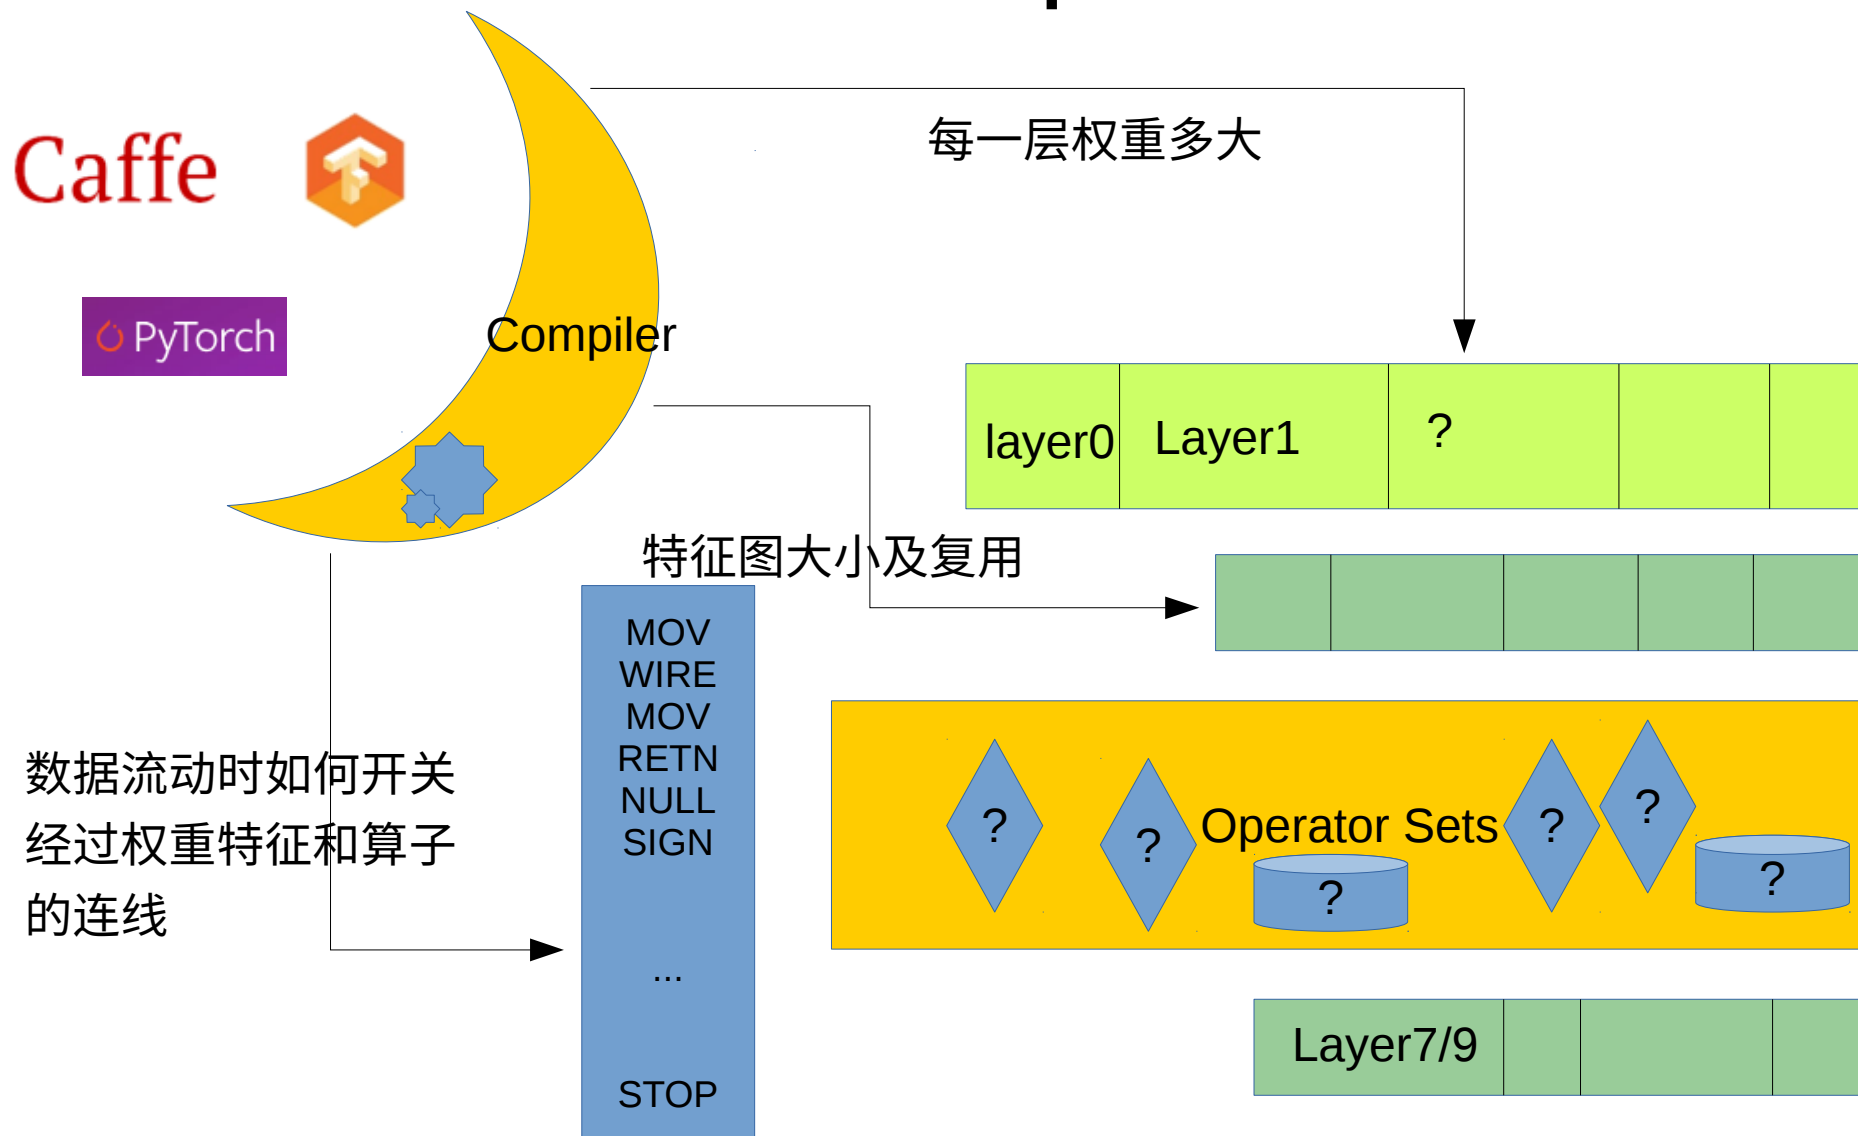 Caffe
PyTorch
Compiler
每一层权重多大
layer0
Layer1
?
特征图大小及复用
MOV
WIRE
MOV
RETN
NULL
SIGN
...
STOP
数据流动时如何开关
经过权重特征和算子
的连线
?
?
Operator Sets
?
?
?
?
Layer7/9